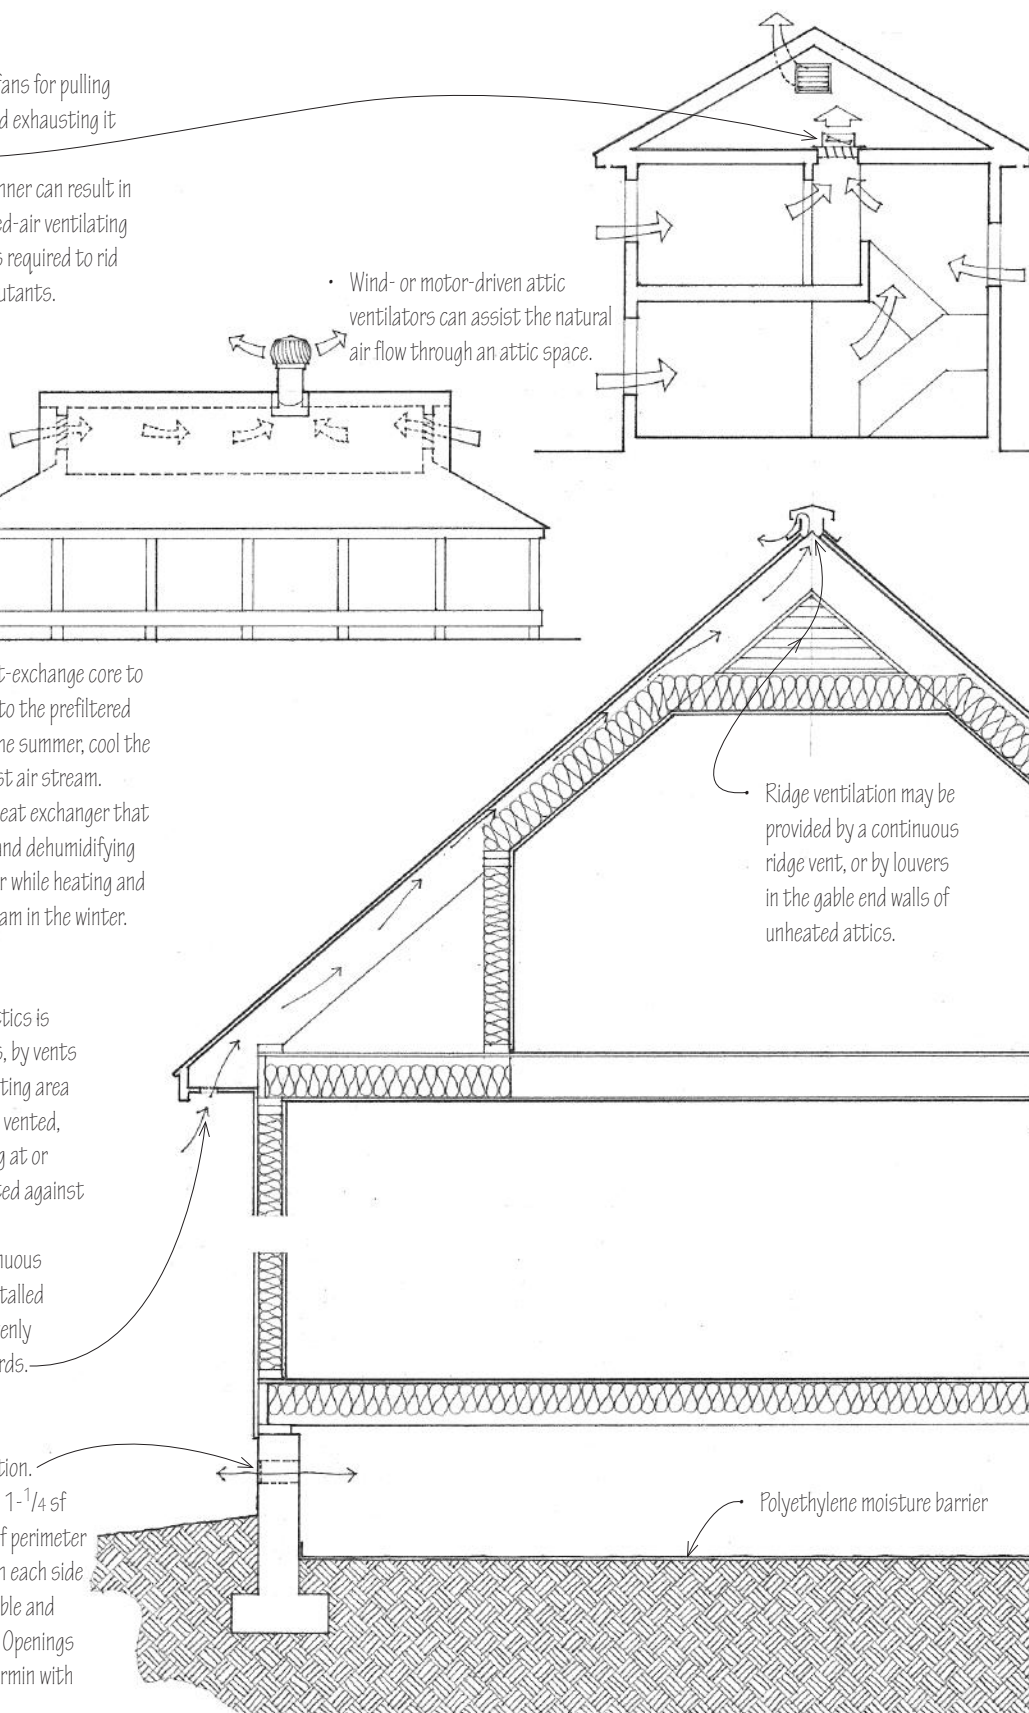 fans for pulling
d exhausting it
nner can result in
ed-air ventilating
s required to rid
utants.
• Wind- or motor-driven attic
ventilators can assist the natural
air flow through an attic space.
t-exchange core to
to the prefiltered
ne summer, cool the
st air stream.
eat exchanger that
and dehumidifying
r while heating and
am in the winter.
• Ridge ventilation may be
provided by a continuous
ridge vent, or by louvers
in the gable end walls of
unheated attics.
ttics is
s, by vents
ating area
vented,
g at or
ted against
nuous
talled
enly
rds.
tion.
1-1/4 sf
of perimeter
n each side
ble and
Openings
rmin with
• Polyethylene moisture barrier